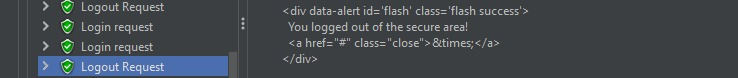 Logout Request
Login request
Login request
Logout Request
<div data-alert id='flash' class='flash success'>
You logged out of the secure area!
<a href="#" class="close">&times;</a>
</div>